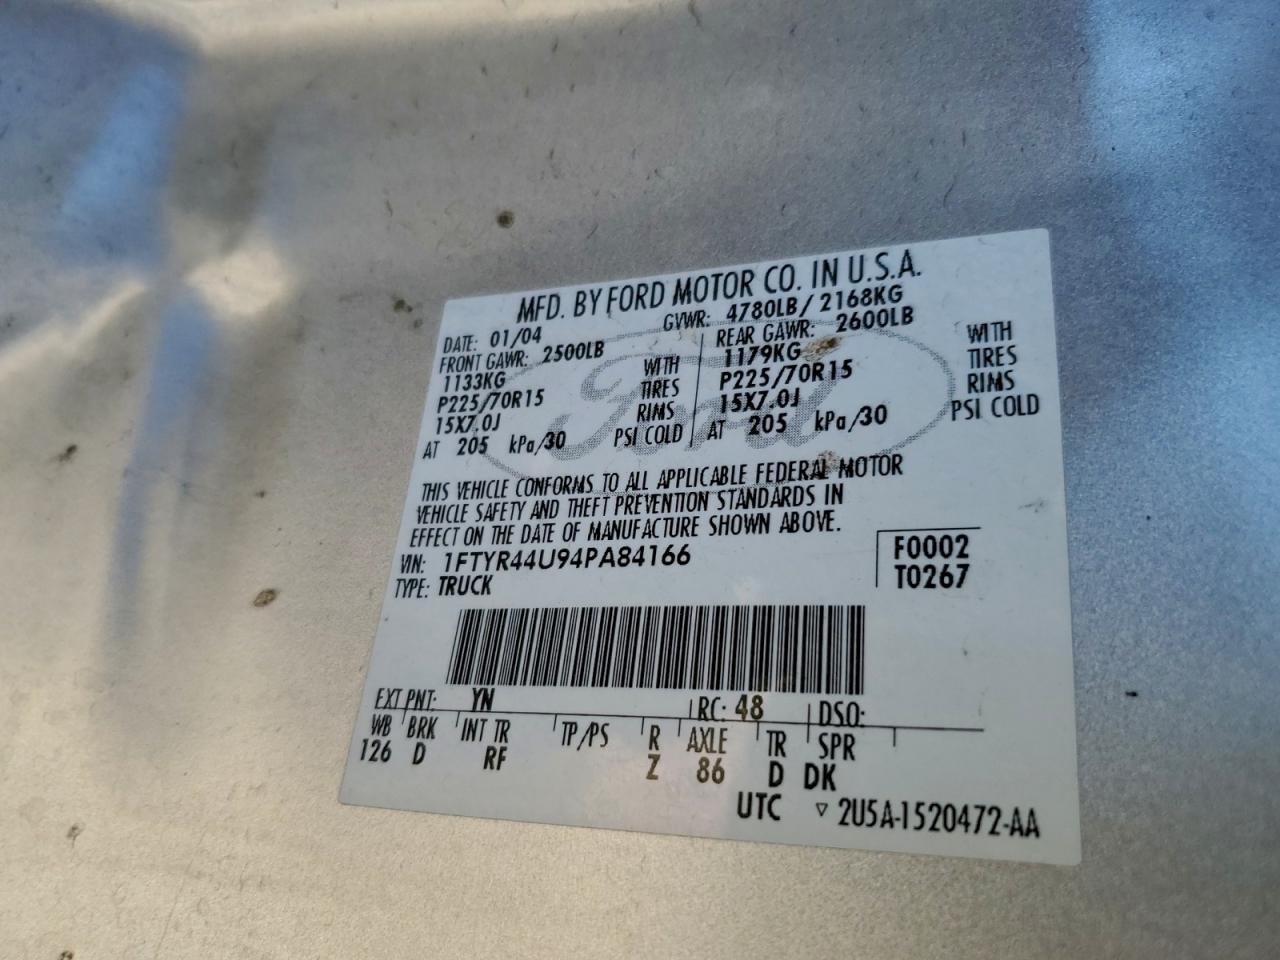 MFD. BY FORD MOTOR CO. IN U.S.A.
DATE: 01/04 GVWR: 4780LB/ 2168KG
FRONT GAWR: 2500LB REAR GAWR: 2600LB
1133KG WITH 1179KG WITH
P225/70R15 TIRES P225/70R15 TIRES
15X7.0J RIMS 15X7.0J RIMS
AT 205 kPa/30 PSI COLD AT 205 kPa/30 PSI COLD
Ford
THIS VEHICLE CONFORMS TO ALL APPLICABLE FEDERAL MOTOR
VEHICLE SAFETY AND THEFT PREVENTION STANDARDS IN
EFFECT ON THE DATE OF MANUFACTURE SHOWN ABOVE.
VIN: 1FTYR44U94PA84166 F0002
TYPE: TRUCK T0267
EXT PNT: YN RC: 48 DSO:
WB BRK INT TR TP/PS R AXLE TR SPR
126 D RF Z 86 D DK
UTC ▽ 2U5A-1520472-AA